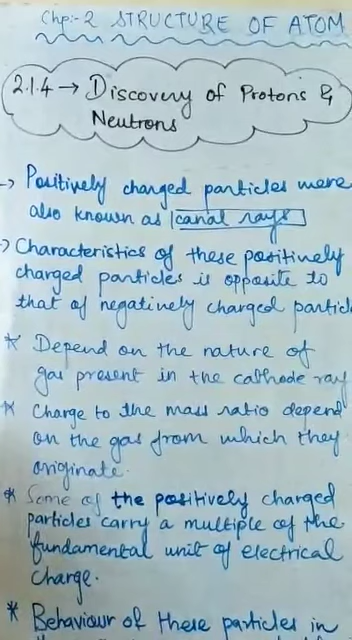 Chp:-2 STRUCTURE OF ATOM
2.1.4 → Discovery of Protons &
Neutrons
→ Positively charged particles were
also known as canal rays
→ Characteristics of these positively
charged particles is opposite to
that of negatively charged particl
* Depend on the nature of
gas present in the cathode ray
* Charge to the mass ratio depend
on the gas from which they
originate.
* Some of the positively charged
particles carry a multiple of the
fundamental unit of electrical
charge.
* Behaviour of these particles in